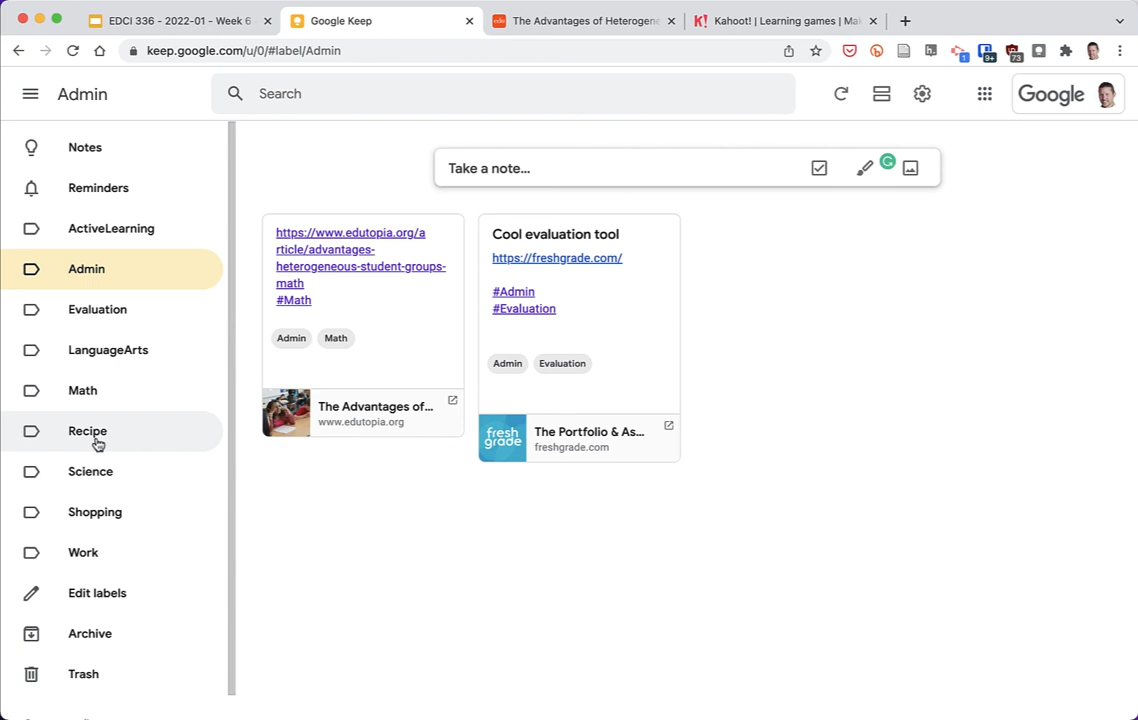 EDCI 336 - 2022-01 - Week 6
Google Keep
The Advantages of Heterogene
Kahoot! | Learning games | Ma
keep.google.com/u/0/#label/Admin
1
9+
73
Admin
Search
Google
Notes
Reminders
ActiveLearning
Admin
Evaluation
LanguageArts
Math
Recipe
Science
Shopping
Work
Edit labels
Archive
Trash
Take a note...
https://www.edutopia.org/a
rticle/advantages-
heterogeneous-student-groups-
math
#Math
Admin Math
The Advantages of...
www.edutopia.org
Cool evaluation tool
https://freshgrade.com/
#Admin
#Evaluation
Admin Evaluation
fresh
grade
The Portfolio & As...
freshgrade.com